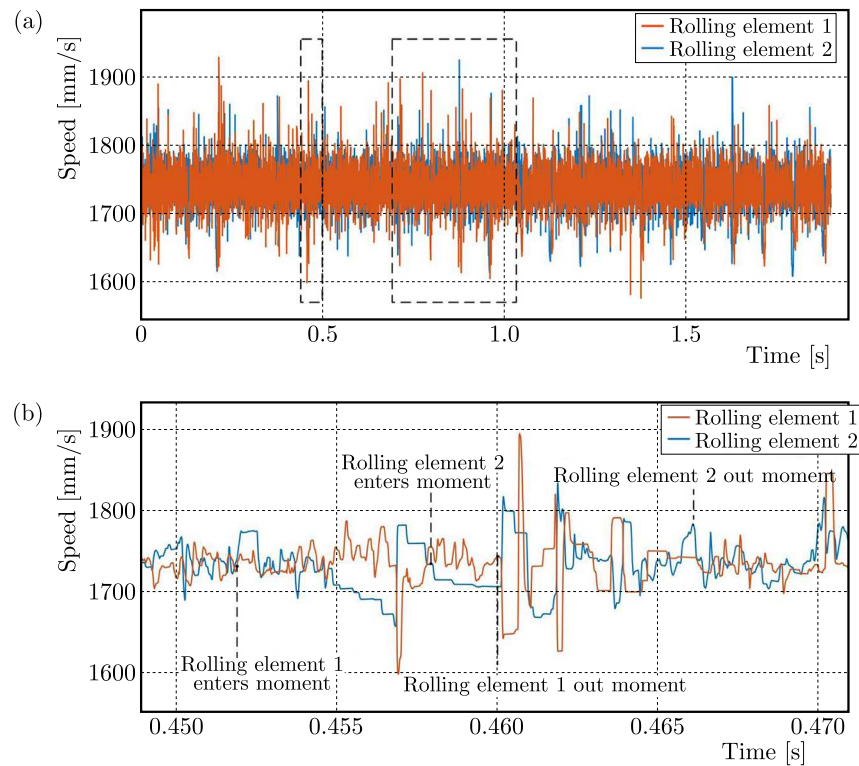 (a)
Rolling element 1
Rolling element 2
Speed [mm/s]
1900
1800
1700
1600
0
0.5
1.0
1.5
Time [s]
(b)
Rolling element 1
Rolling element 2
Speed [mm/s]
1900
1800
1700
1600
Rolling element 2
enters moment
Rolling element 2 out moment
Rolling element 1
enters moment
Rolling element 1 out moment
0.450
0.455
0.460
0.465
0.470
Time [s]